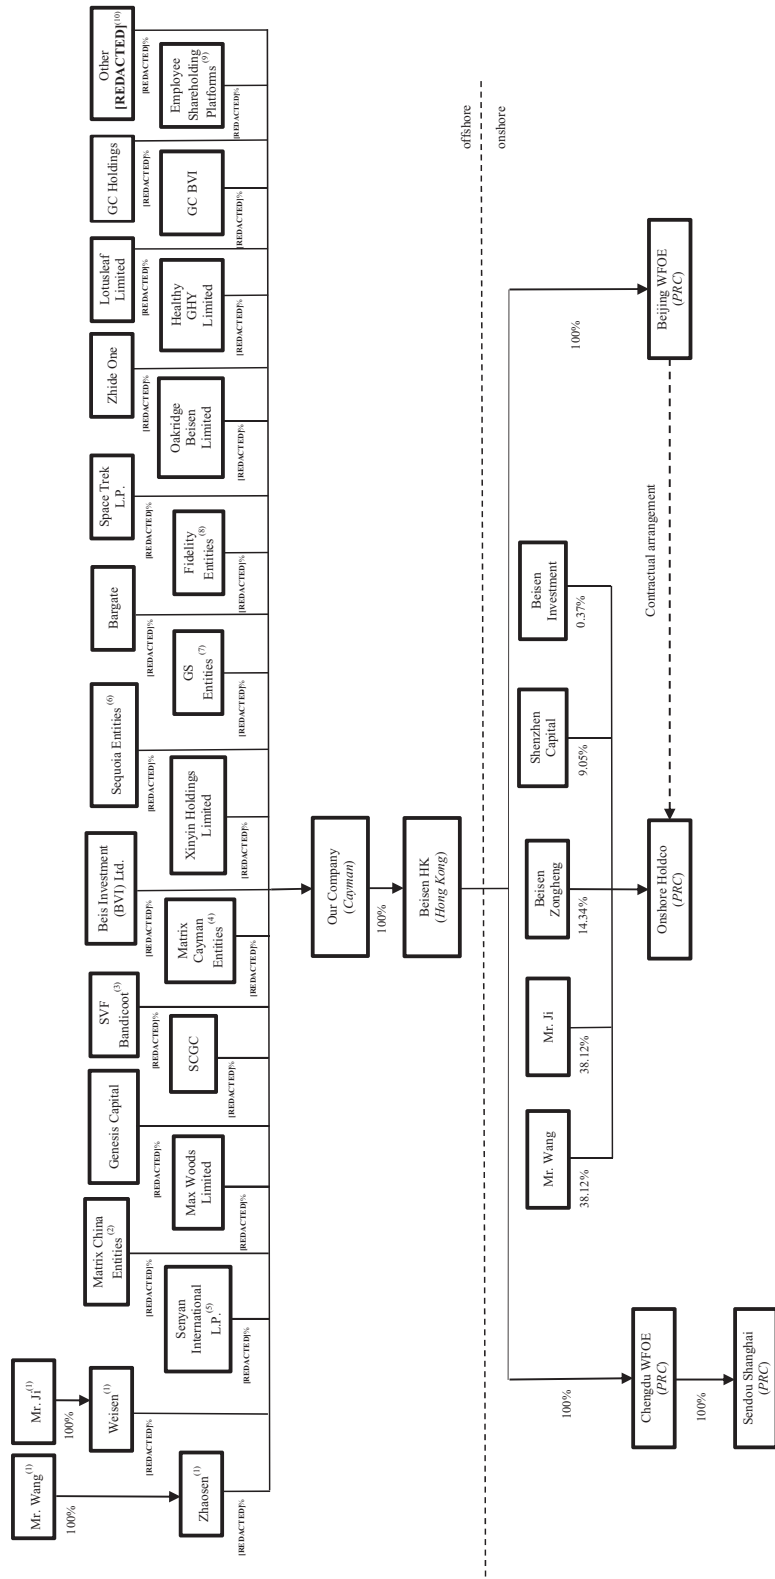 Mr. Wang(1)
100%
Mr. Ji(1)
100%
Zhaosen(1)
[REDACTED]%
Weisen(1)
[REDACTED]%
Senyan
International
L.P.(5)
[REDACTED]%
Matrix China
Entities(2)
[REDACTED]%
Max Woods
Limited
[REDACTED]%
Genesis Capital
[REDACTED]%
SCGC
[REDACTED]%
SVF
Bandicoot(3)
[REDACTED]%
Matrix
Cayman
Entities(4)
[REDACTED]%
Beis Investment
(BVI) Ltd.
[REDACTED]%
Xinyin Holdings
Limited
[REDACTED]%
Sequoia Entities(6)
[REDACTED]%
GS
Entities(7)
[REDACTED]%
Bargate
[REDACTED]%
Fidelity
Entities(8)
[REDACTED]%
Space Trek
L.P.
[REDACTED]%
Oakridge
Beisen
Limited
[REDACTED]%
Zhide One
[REDACTED]%
Healthy
GHY
Limited
[REDACTED]%
Lotusleaf
Limited
[REDACTED]%
GC BVI
[REDACTED]%
GC Holdings
[REDACTED]%
Employee
Shareholding
Platforms(9)
[REDACTED]%
Other
[REDACTED](10)
[REDACTED]%
Our Company
(Cayman)
100%
Beisen HK
(Hong Kong)
offshore
onshore
100%
Chengdu WFOE
(PRC)
100%
Sendou Shanghai
(PRC)
Mr. Wang
38.12%
Mr. Ji
38.12%
Beisen
Zongheng
14.34%
Shenzhen
Capital
9.05%
Beisen
Investment
0.37%
Onshore Holdco
(PRC)
Contractual arrangement
100%
Beijing WFOE
(PRC)